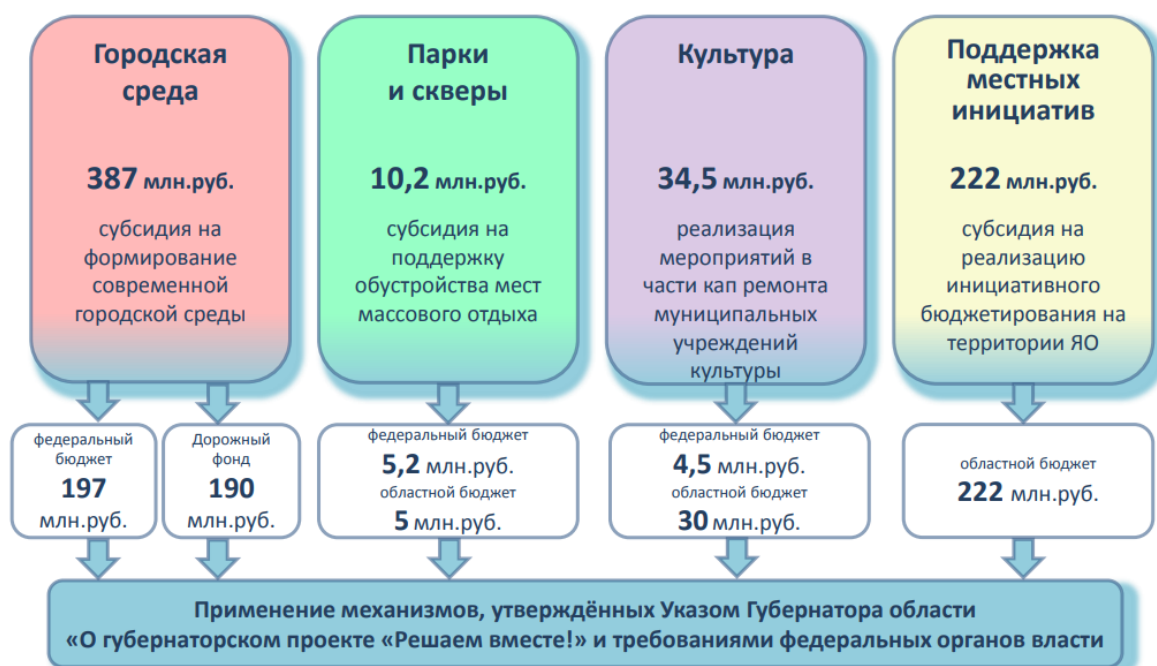 Городская
среда
387 млн.руб.
субсидия на
формирование
современной
городской среды
Парки
и скверы
10,2 млн.руб.
субсидия на
поддержку
обустройства мест
массового отдыха
Культура
34,5 млн.руб.
реализация
мероприятий в
части кап ремонта
муниципальных
учреждений
культуры
Поддержка
местных
инициатив
222 млн.руб.
субсидия на
реализацию
инициативного
бюджетирования на
территории ЯО
федеральный
бюджет
197
млн.руб.
Дорожный
фонд
190
млн.руб.
федеральный бюджет
5,2 млн.руб.
областной бюджет
5 млн.руб.
федеральный бюджет
4,5 млн.руб.
областной бюджет
30 млн.руб.
областной бюджет
222 млн.руб.
Применение механизмов, утверждённых Указом Губернатора области
«О губернаторском проекте «Решаем вместе!» и требованиями федеральных органов власти